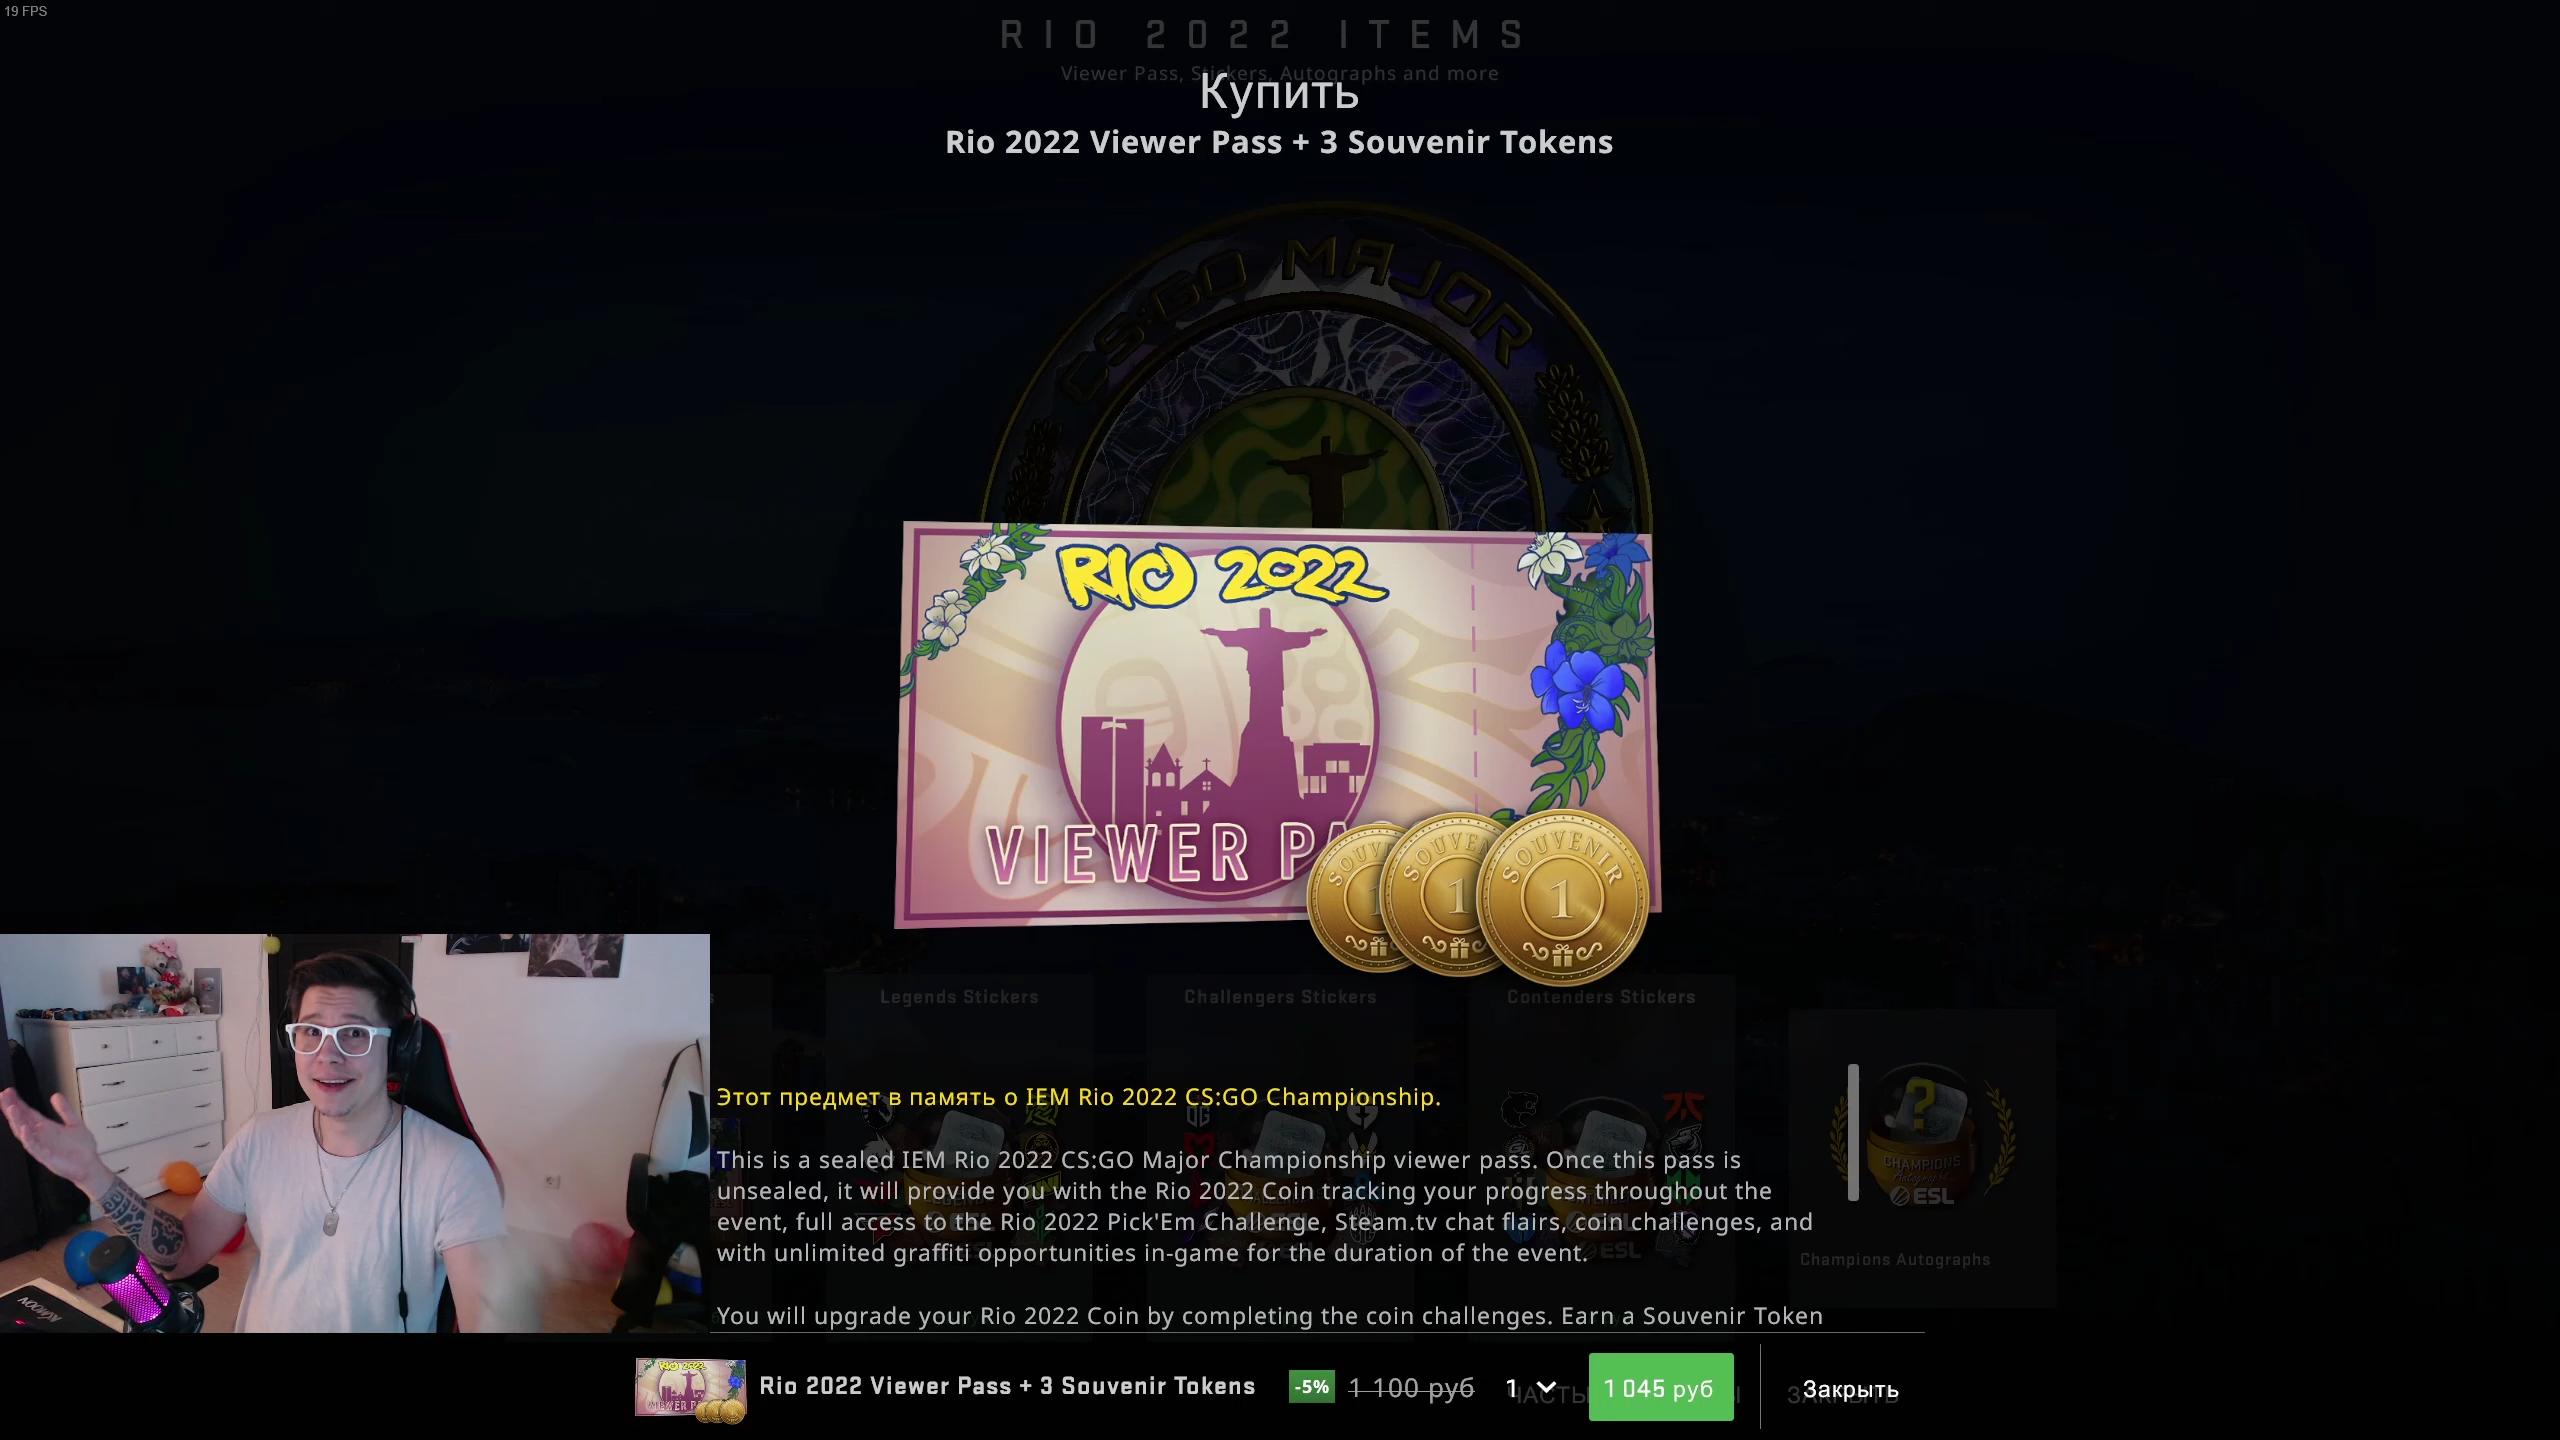 19 FPS
RIO 2022 ITEMS
Viewer Pass, Stickers, Autographs and more
Купить
Rio 2022 Viewer Pass + 3 Souvenir Tokens
CS:GO MAJOR
RIO 2022
VIEWER
SOUVENIR
1
1
1
Legends Stickers
Challengers Stickers
Contenders Stickers
Этот предмет в память о IEM Rio 2022 CS:GO Championship.
This is a sealed IEM Rio 2022 CS:GO Major Championship viewer pass. Once this pass is
unsealed, it will provide you with the Rio 2022 Coin tracking your progress throughout the
event, full access to the Rio 2022 Pick'Em Challenge, Steam.tv chat flairs, coin challenges, and
with unlimited graffiti opportunities in-game for the duration of the event.
You will upgrade your Rio 2022 Coin by completing the coin challenges. Earn a Souvenir Token
CHAMPIONS
Autographs
ESL
Champions Autographs
Rio 2022 Viewer Pass + 3 Souvenir Tokens
-5%
1 100 руб
1
1 045 руб
Закрыть
ЗАКРЫТЬ